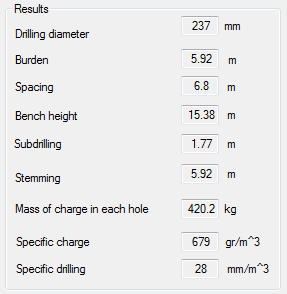 Results
Drilling diameter 237 mm
Burden 5.92 m
Spacing 6.8 m
Bench height 15.38 m
Subdrilling 1.77 m
Stemming 5.92 m
Mass of charge in each hole 420.2 kg
Specific charge 679 gr/m^3
Specific drilling 28 mm/m^3